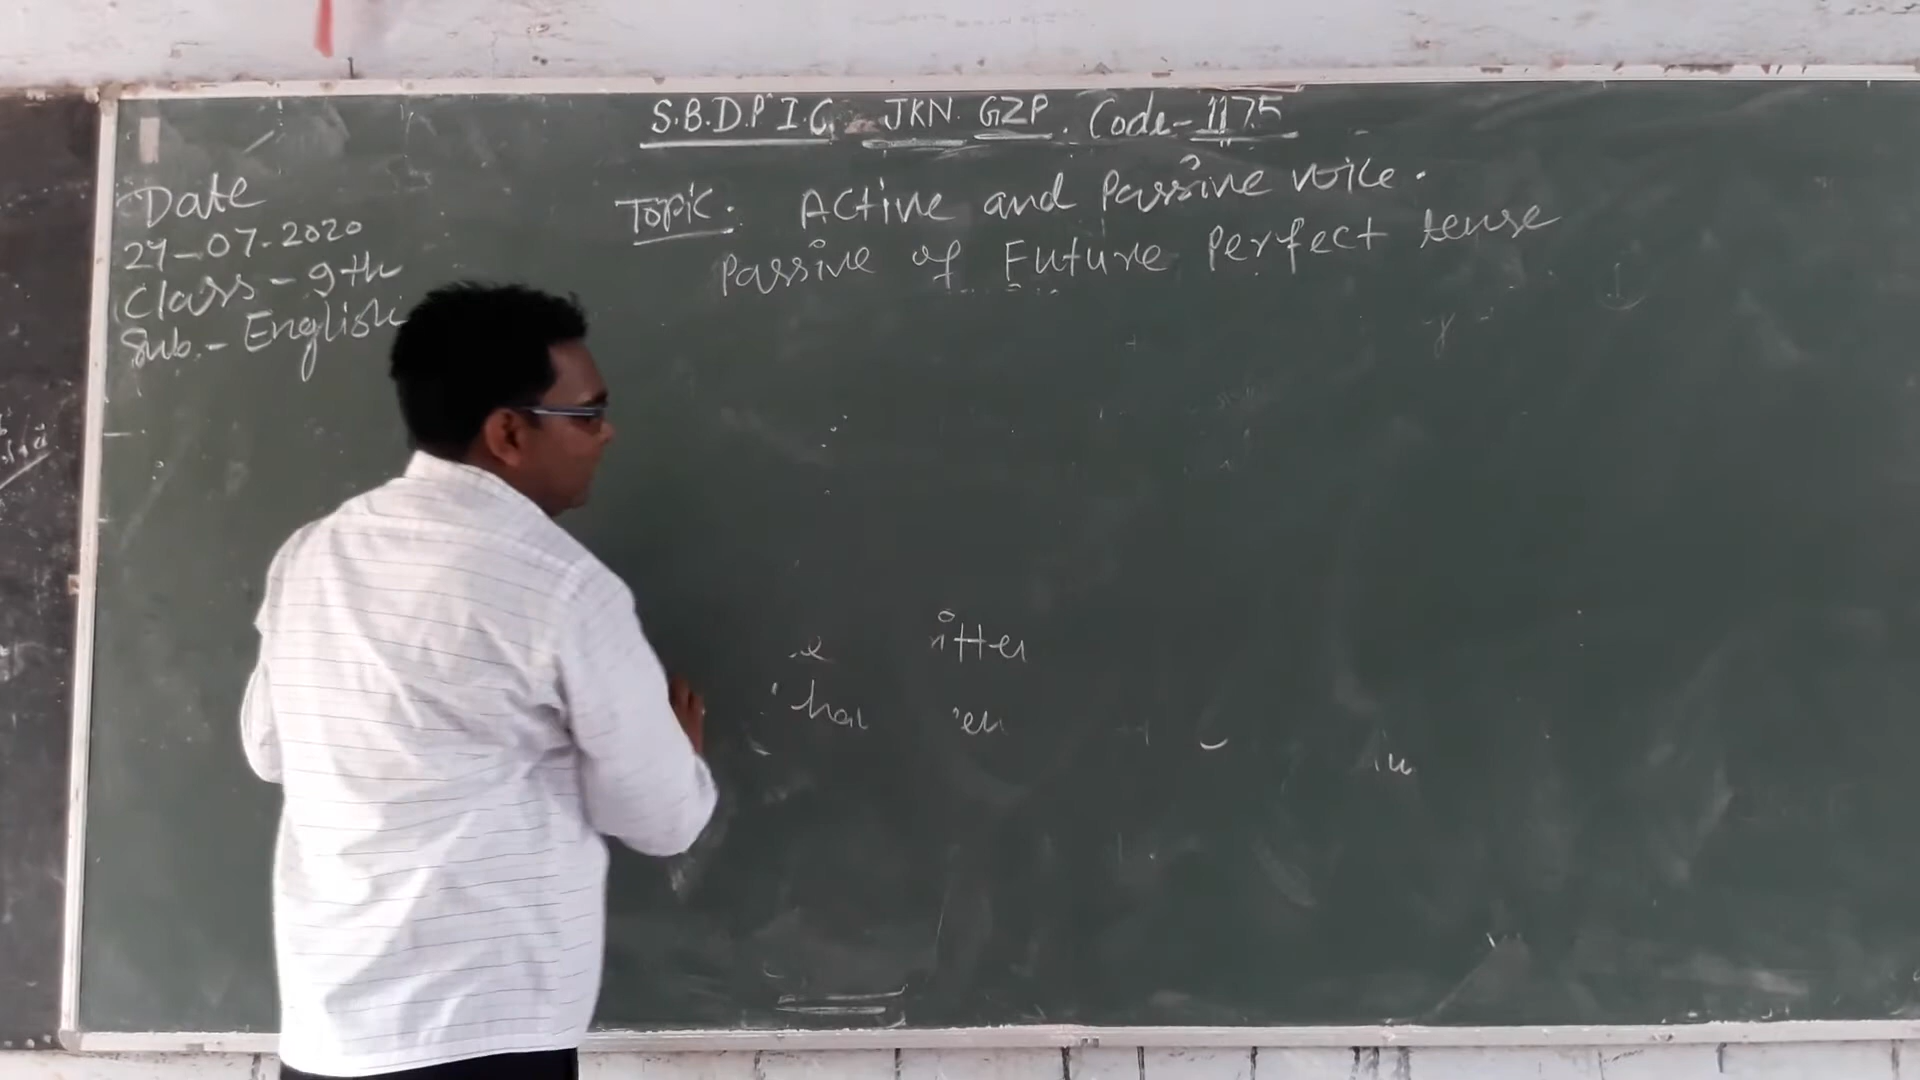 S.B.D.P I.C. JKN. GZP. Code-1175
Date
27-07-2020
Class-9th
Sub.-English
Topic. Active and Passive voice.
Passive of Future Perfect tense